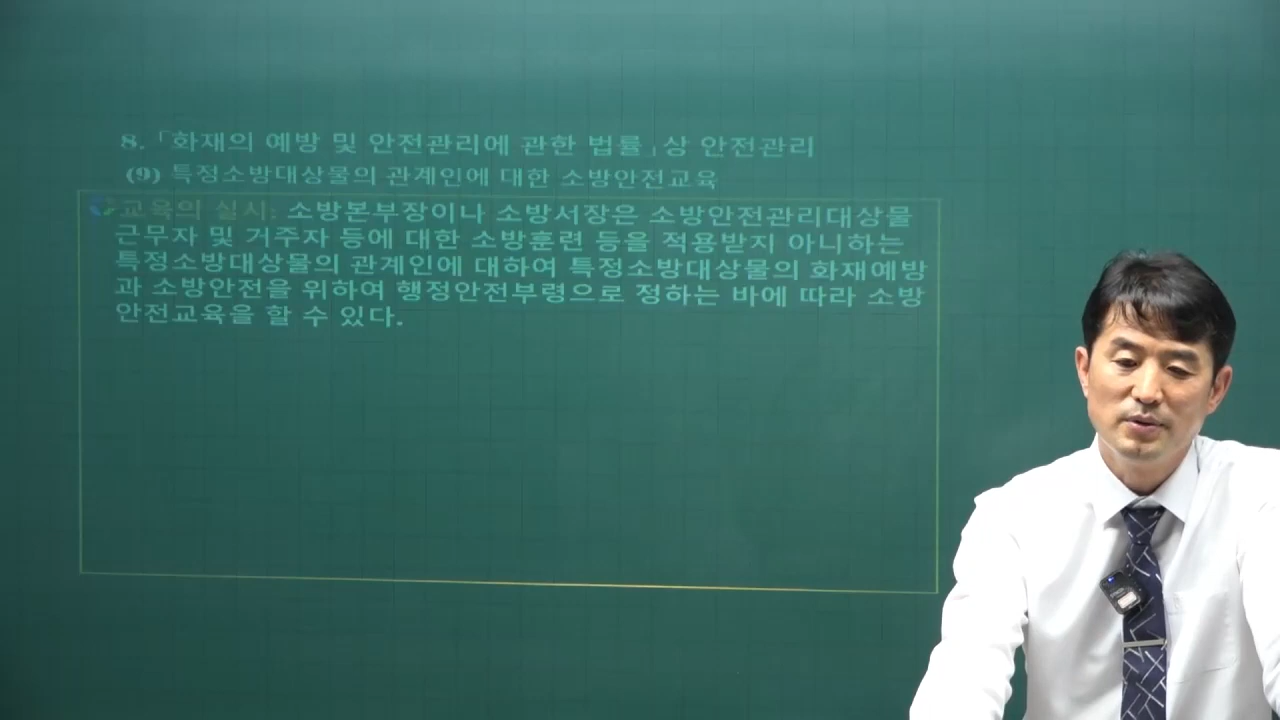 8. 「화재의 예방 및 안전관리에 관한 법률」상 안전관리
(9) 특정소방대상물의 관계인에 대한 소방안전교육
교육의 실시: 소방본부장이나 소방서장은 소방안전관리대상물
근무자 및 거주자 등에 대한 소방훈련 등을 적용받지 아니하는
특정소방대상물의 관계인에 대하여 특정소방대상물의 화재예방
과 소방안전을 위하여 행정안전부령으로 정하는 바에 따라 소방
안전교육을 할 수 있다.